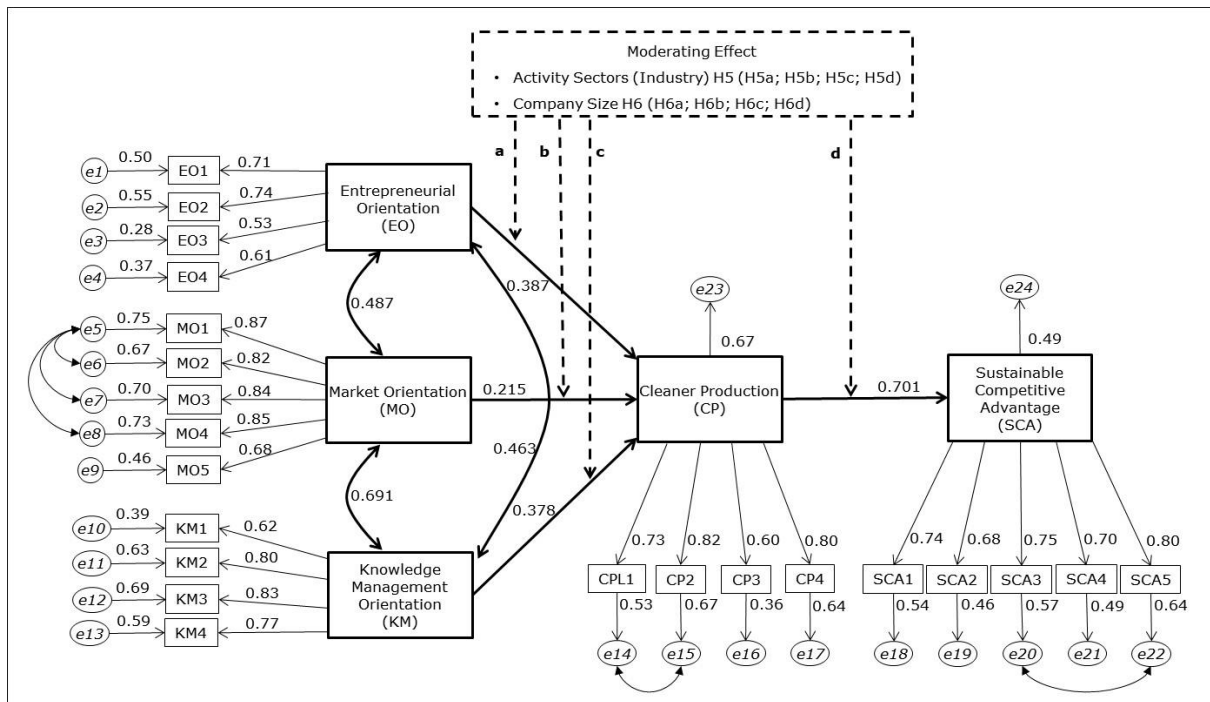 Moderating Effect
• Activity Sectors (Industry) H5 (H5a; H5b; H5c; H5d)
• Company Size H6 (H6a; H6b; H6c; H6d)
a
b
c
d
e1
0.50
EO1
0.71
e2
0.55
EO2
0.74
e3
0.28
EO3
0.53
e4
0.37
EO4
0.61
Entrepreneurial
Orientation
(EO)
0.487
0.387
e5
0.75
MO1
0.87
e6
0.67
MO2
0.82
e7
0.70
MO3
0.84
e8
0.73
MO4
0.85
e9
0.46
MO5
0.68
Market Orientation
(MO)
0.215
0.463
0.691
0.378
e10
0.39
KM1
0.62
e11
0.63
KM2
0.80
e12
0.69
KM3
0.83
e13
0.59
KM4
0.77
Knowledge
Management
Orientation
(KM)
e23
0.67
Cleaner Production
(CP)
0.701
e24
0.49
Sustainable
Competitive
Advantage
(SCA)
0.73
0.82
0.60
0.80
CPL1
CP2
CP3
CP4
0.53
0.67
0.36
0.64
e14
e15
e16
e17
0.74
0.68
0.75
0.70
0.80
SCA1
SCA2
SCA3
SCA4
SCA5
0.54
0.46
0.57
0.49
0.64
e18
e19
e20
e21
e22